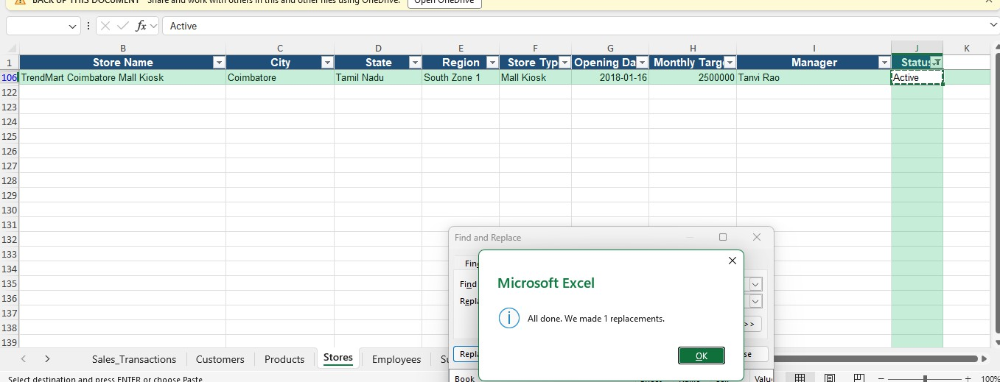 BACK UP THIS DOCUMENT Share and work with others in this and other files using OneDrive. Open OneDrive
fx Active
B C D E F G H I J K
1 Store Name City State Region Store Typ Opening Da Monthly Targ Manager Statu
106 TrendMart Coimbatore Mall Kiosk Coimbatore Tamil Nadu South Zone 1 Mall Kiosk 2018-01-16 2500000 Tanvi Rao Active
122
123
124
125
126
127
128
129
130
131
132
133
134
135
136
137
138
139
Find and Replace
Fin
Find
Repla
>>
Repla
se
Book
Valu
Microsoft Excel
All done. We made 1 replacements.
OK
Sales_Transactions Customers Products Stores Employees Su
Select destination and press ENTER or choose Paste
100%